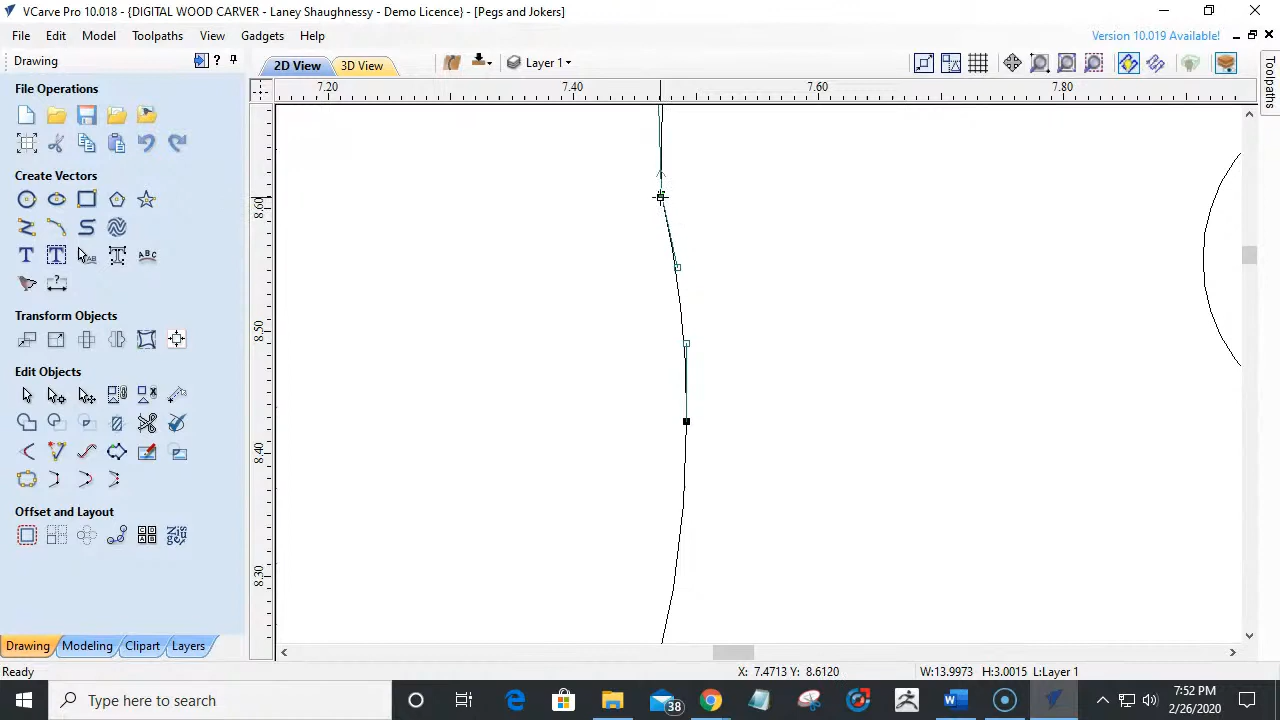 VCarve Pro 10.018 - {DIGITAL WOOD CARVER - Laney Shaughnessy - Demo Licence} - [Pegs and Jokers]
File Edit Model Toolpaths View Gadgets Help Version 10.019 Available!
Drawing ?
2D View 3D View Layer 1
Toolpaths
7.20 7.40 7.60 7.80
File Operations
Create Vectors
T T T ABC
Transform Objects
Edit Objects
Offset and Layout
8.60
8.50
8.40
8.30
Drawing Modeling Clipart Layers
Ready X: 7.4713 Y: 8.6120 W:13.9973 H:3.0015 L:Layer 1
Type here to search
38
7:52 PM
2/26/2020